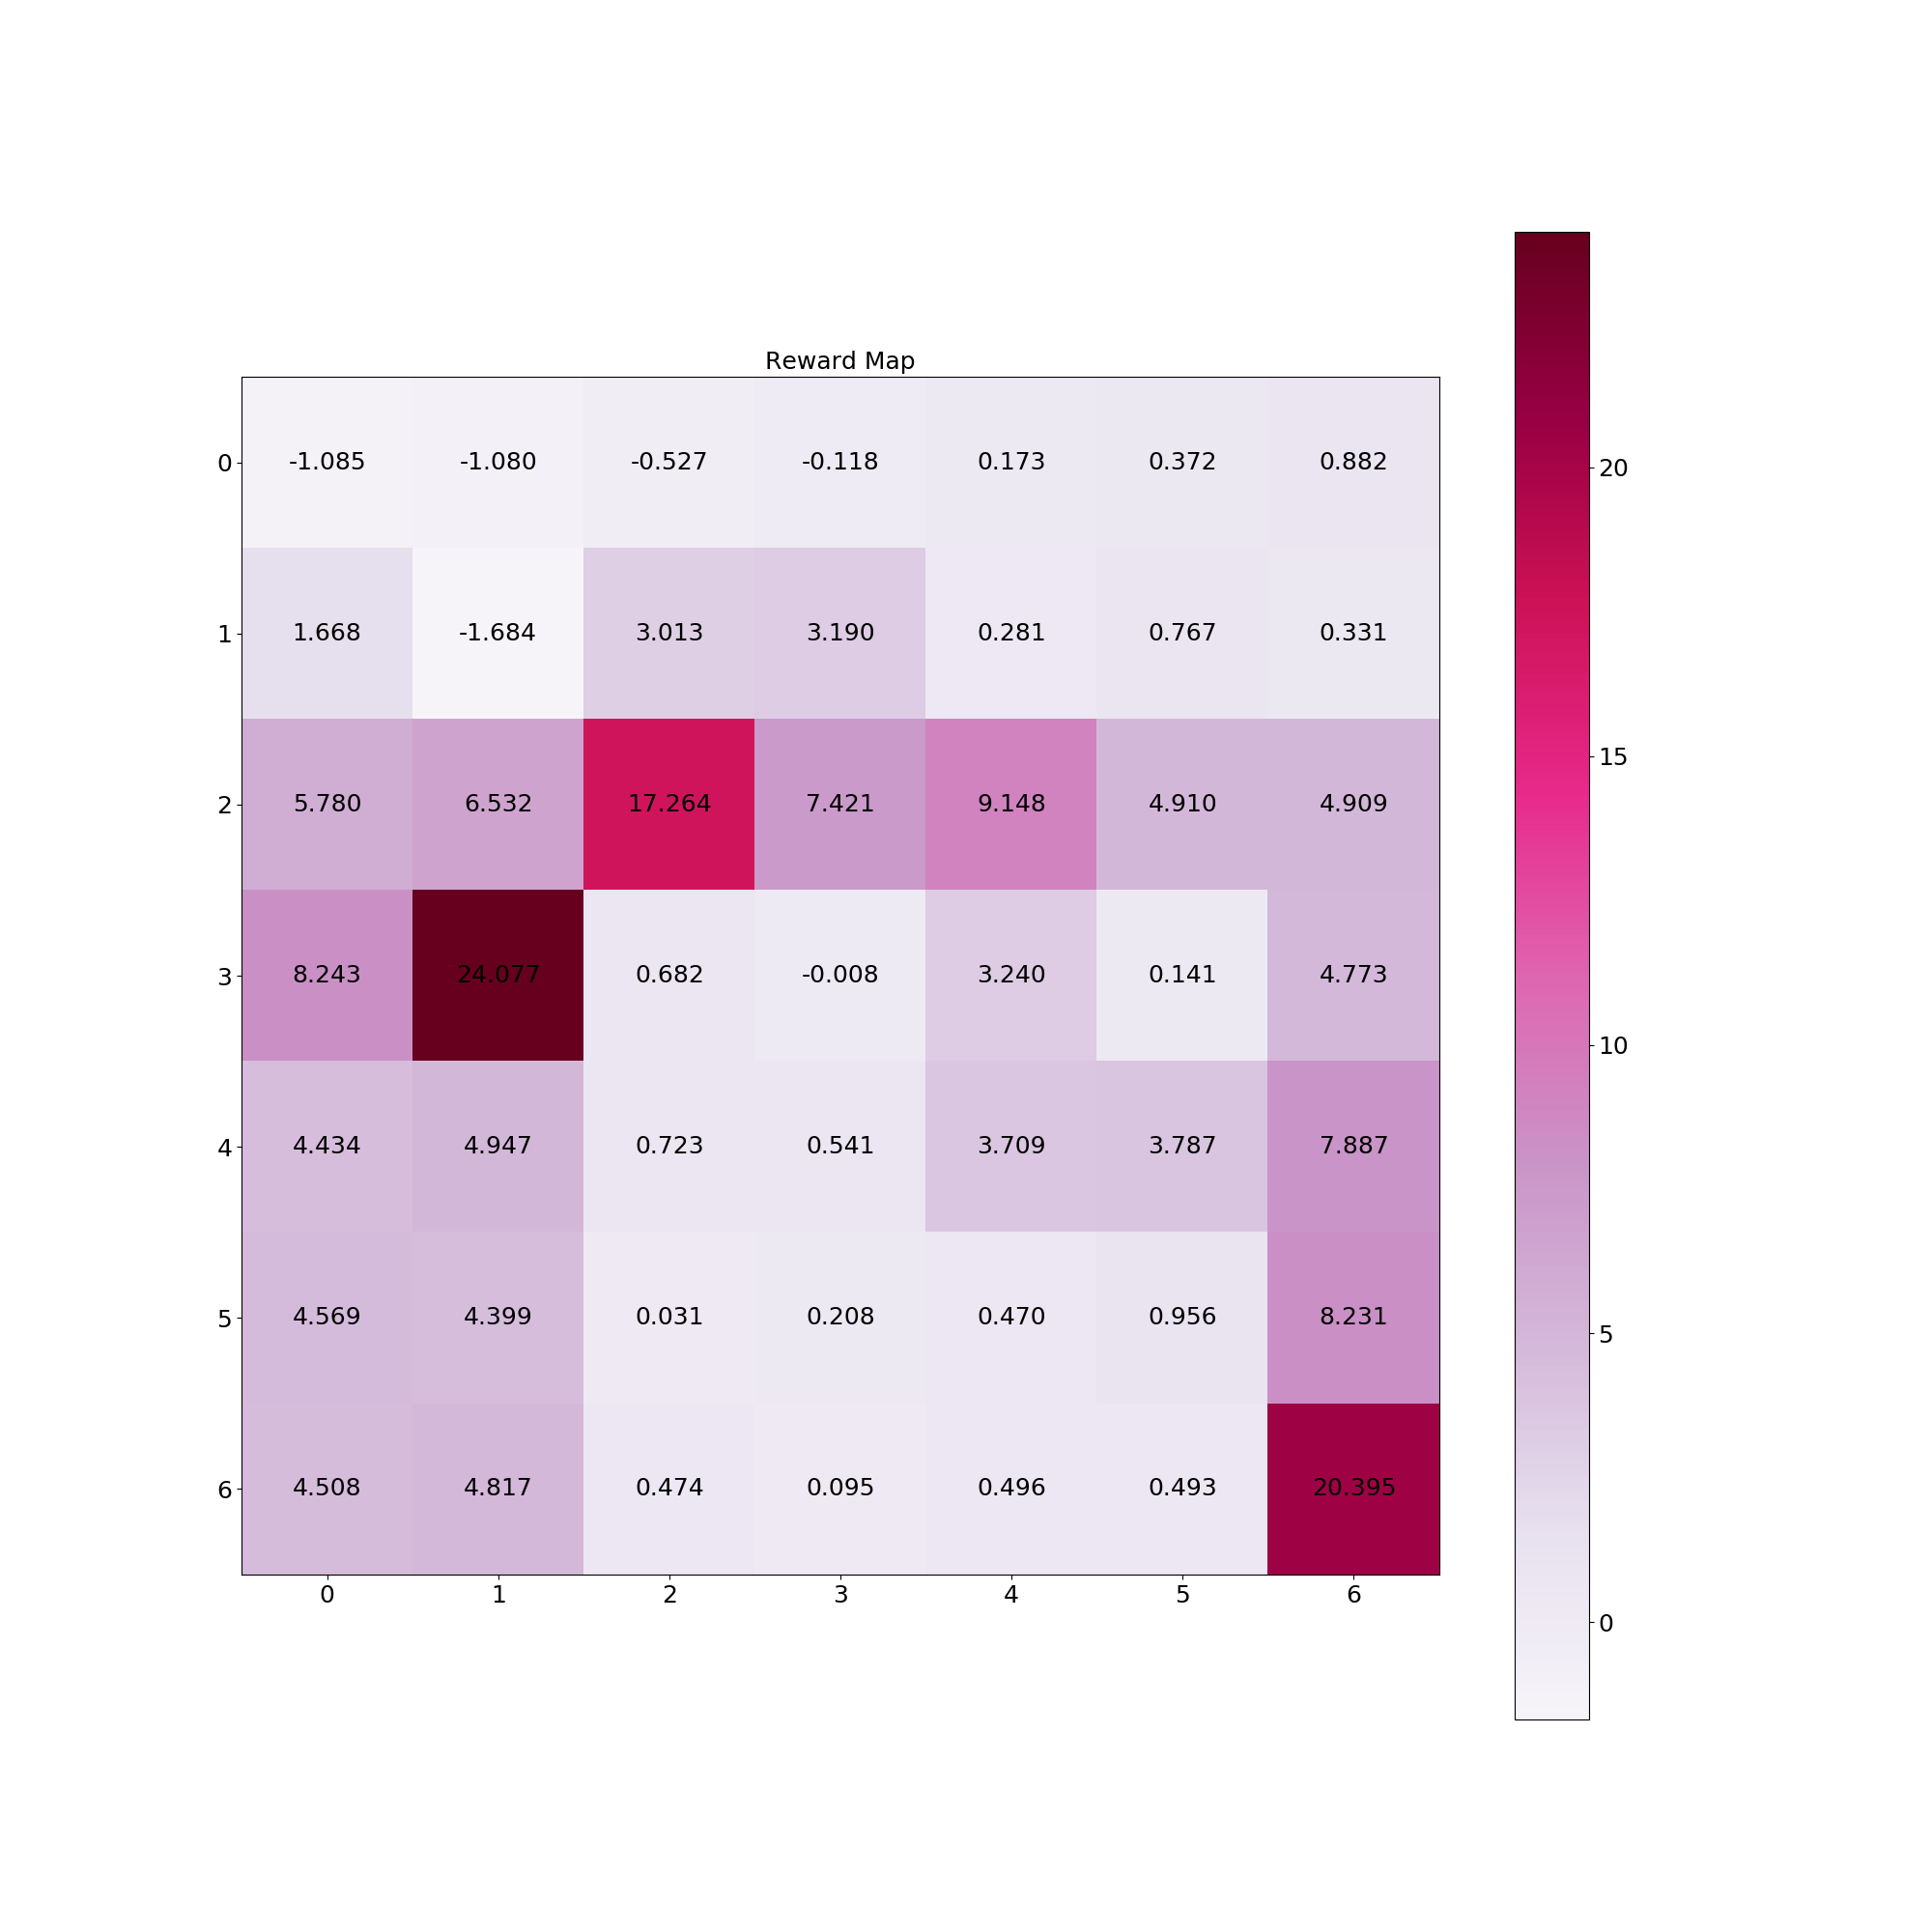 Reward Map
0 -1.085 -1.080 -0.527 -0.118 0.173 0.372 0.882
1 1.668 -1.684 3.013 3.190 0.281 0.767 0.331
2 5.780 6.532 17.264 7.421 9.148 4.910 4.909
3 8.243 24.077 0.682 -0.008 3.240 0.141 4.773
4 4.434 4.947 0.723 0.541 3.709 3.787 7.887
5 4.569 4.399 0.031 0.208 0.470 0.956 8.231
6 4.508 4.817 0.474 0.095 0.496 0.493 20.395
0 1 2 3 4 5 6
20
15
10
5
0